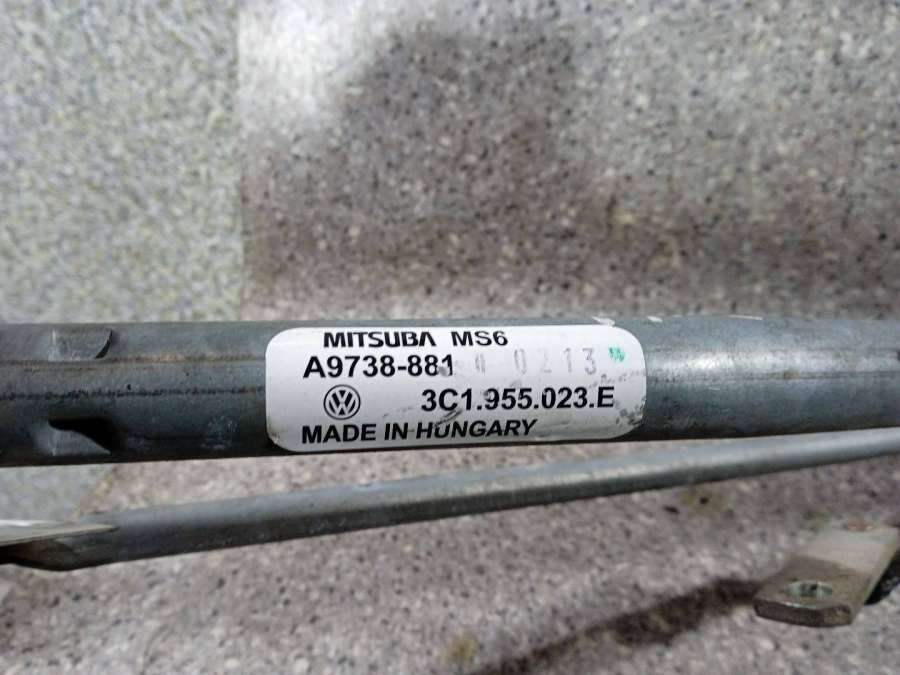 MITSUBA MS6
A9738-881 0213
3C1.955.023.E
MADE IN HUNGARY